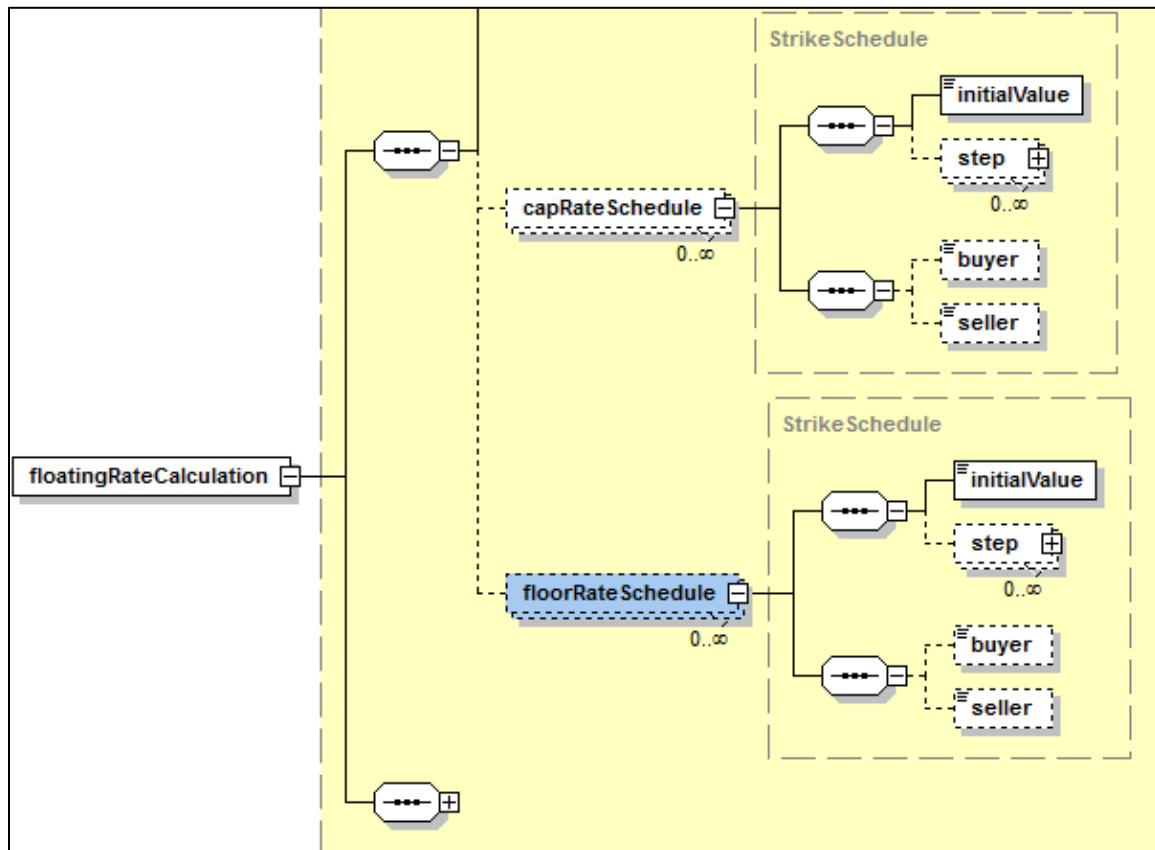 StrikeSchedule
initialValue
step
0..∞
capRateSchedule
0..∞
buyer
seller
StrikeSchedule
floatingRateCalculation
initialValue
step
0..∞
floorRateSchedule
0..∞
buyer
seller